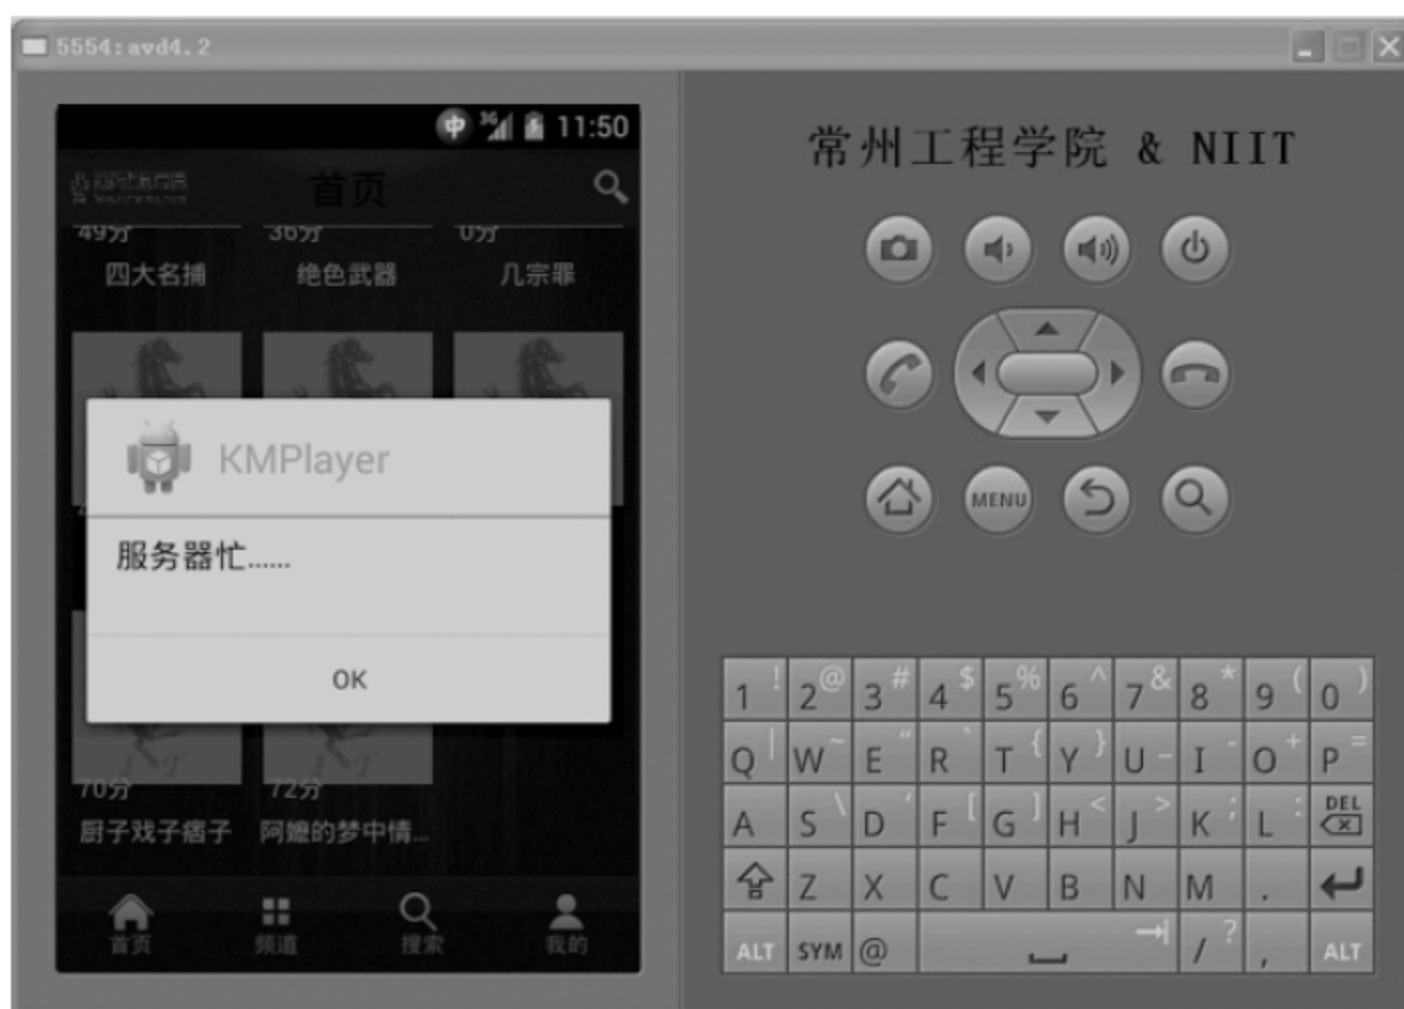 5554:avd4.2
11:50
首页
49分 36分 0分
四大名捕 绝色武器 几宗罪
KMPlayer
服务器忙......
OK
70分 72分
厨子戏子痞子 阿嬷的梦中情...
首页 频道 搜索 我的
常州工程学院 & NIIT
MENU
1 ! 2 @ 3 # 4 $ 5 % 6 ^ 7 & 8 * 9 ( 0 )
Q | W ~ E " R ` T { Y } U _ I - O + P =
A S \ D ' F [ G ] H < J > K ; L : DEL
Z X C V B N M .
ALT SYM @ / ? , ALT